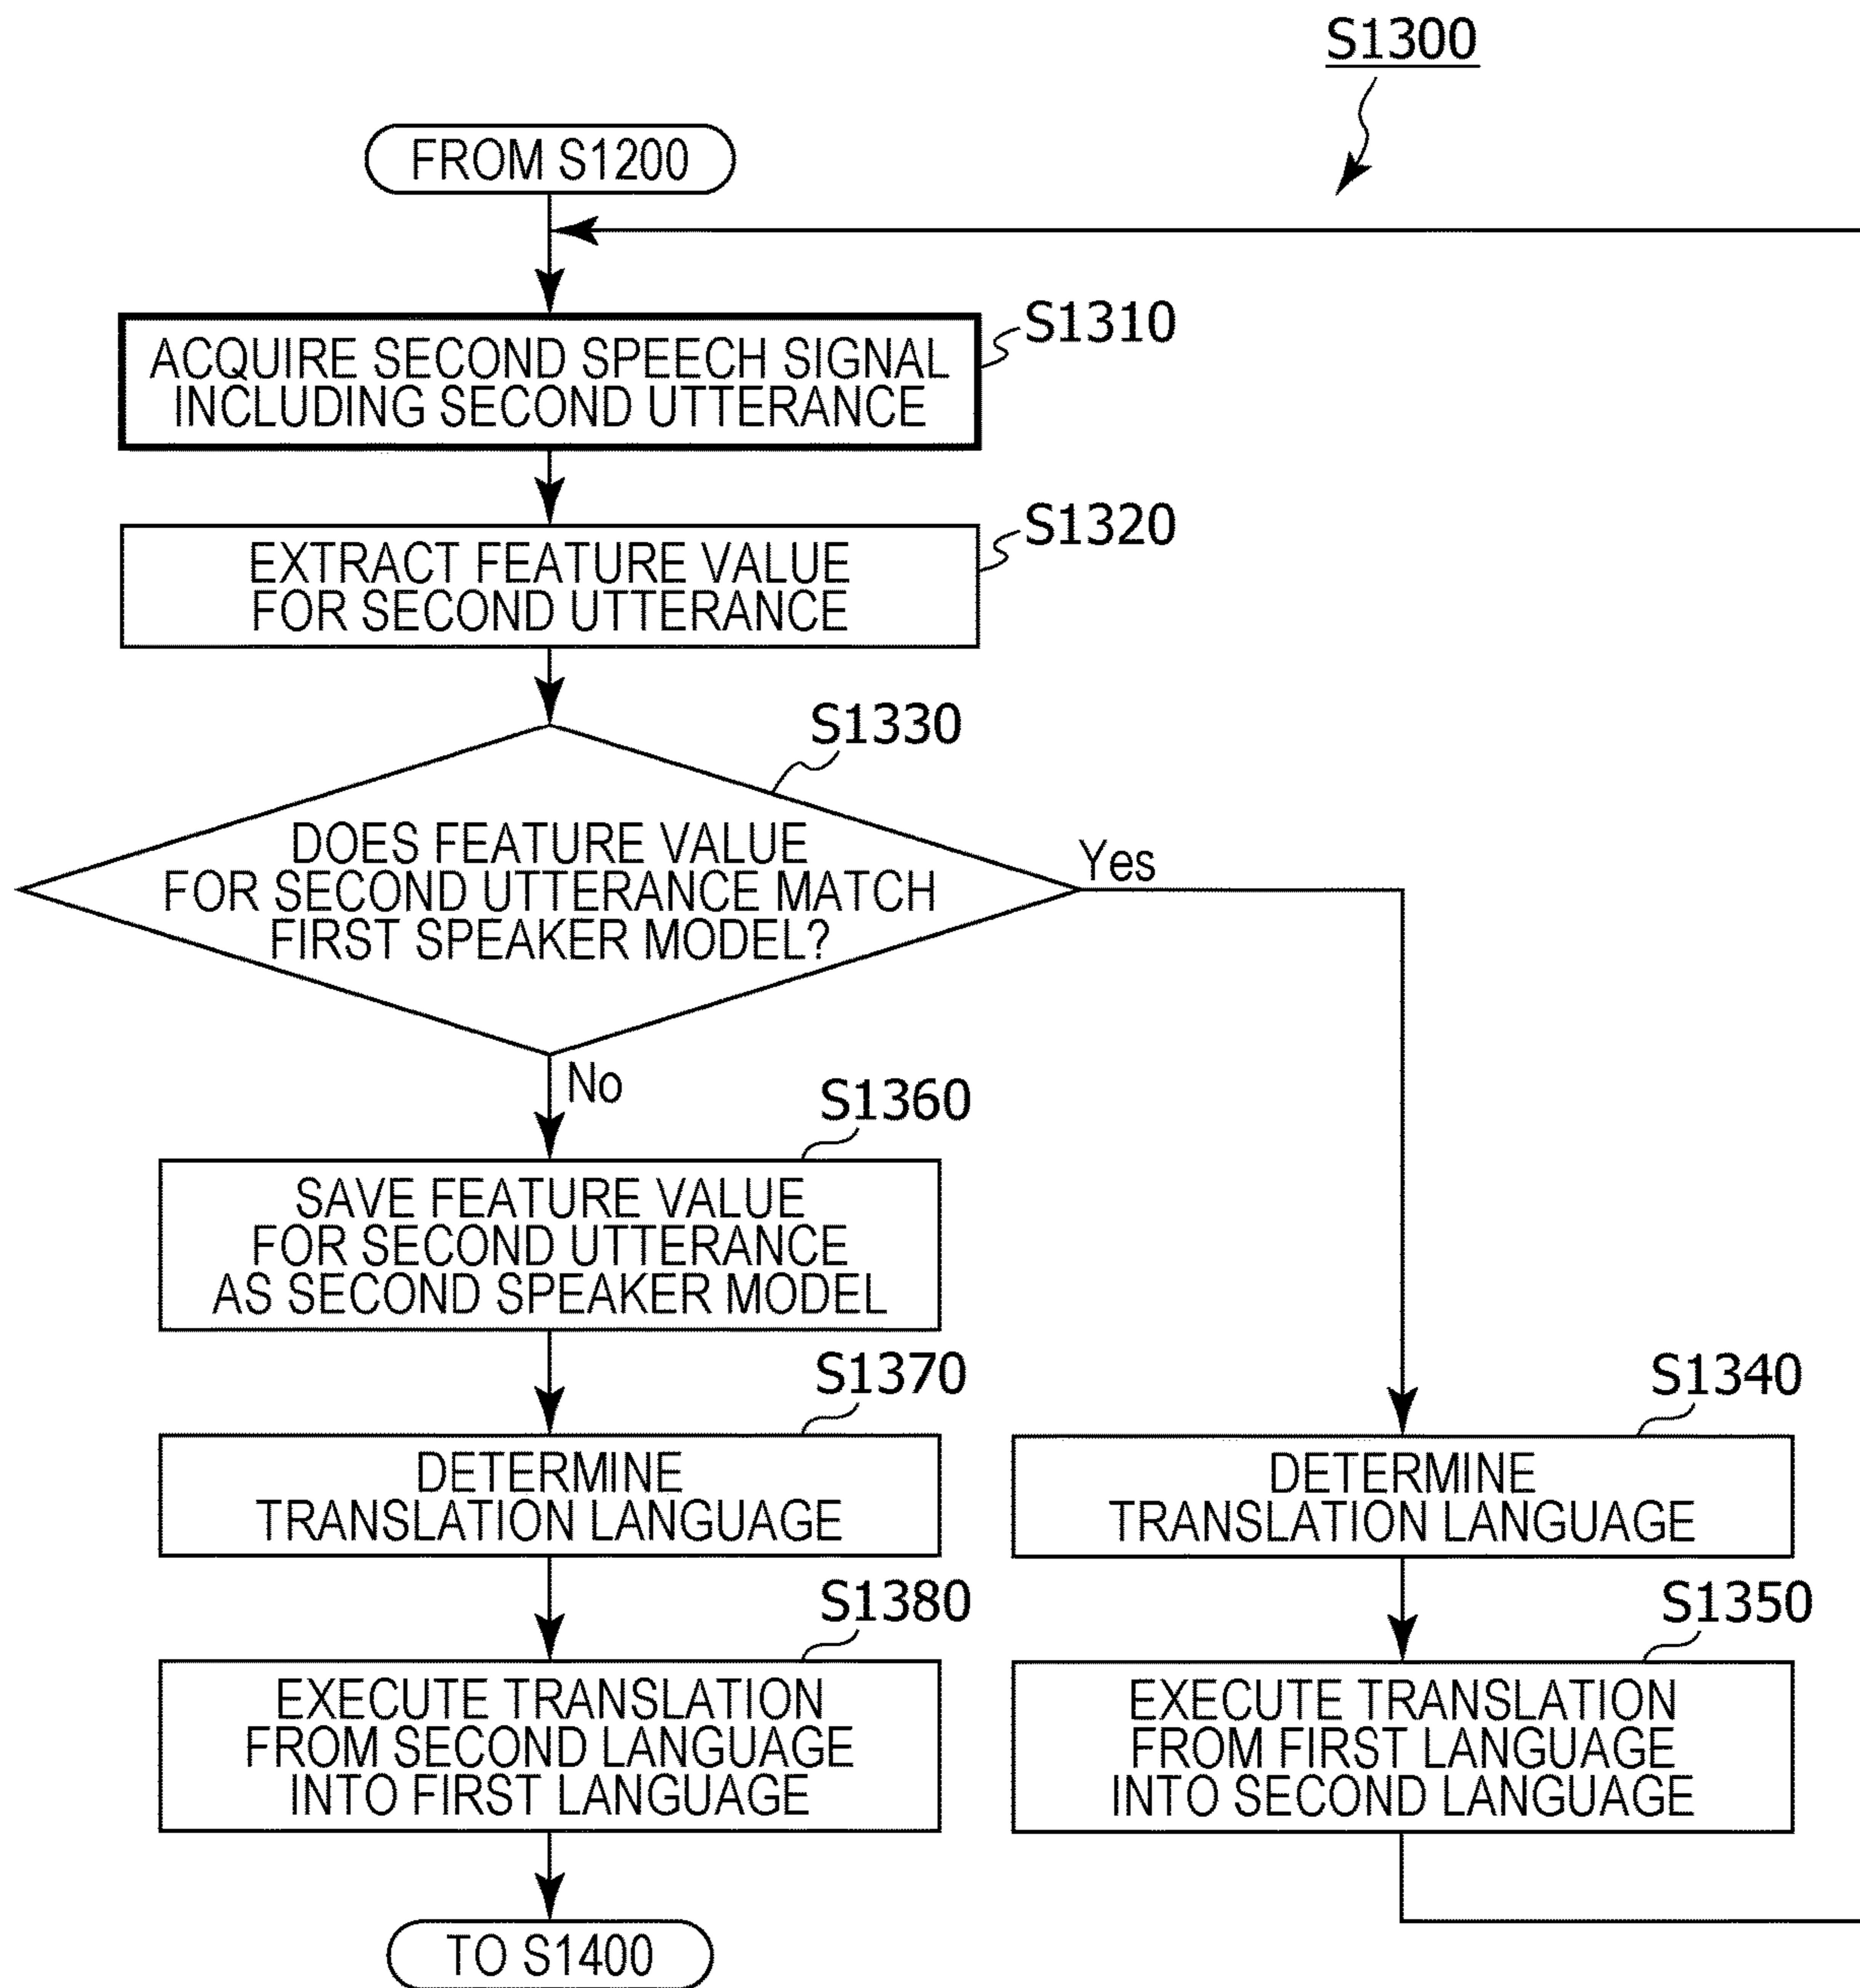 S1300
FROM S1200
ACQUIRE SECOND SPEECH SIGNAL
INCLUDING SECOND UTTERANCE
S1310
EXTRACT FEATURE VALUE
FOR SECOND UTTERANCE
S1320
S1330
DOES FEATURE VALUE
FOR SECOND UTTERANCE MATCH
FIRST SPEAKER MODEL?
Yes
No
S1360
SAVE FEATURE VALUE
FOR SECOND UTTERANCE
AS SECOND SPEAKER MODEL
S1370
DETERMINE
TRANSLATION LANGUAGE
S1340
DETERMINE
TRANSLATION LANGUAGE
S1380
EXECUTE TRANSLATION
FROM SECOND LANGUAGE
INTO FIRST LANGUAGE
S1350
EXECUTE TRANSLATION
FROM FIRST LANGUAGE
INTO SECOND LANGUAGE
TO S1400